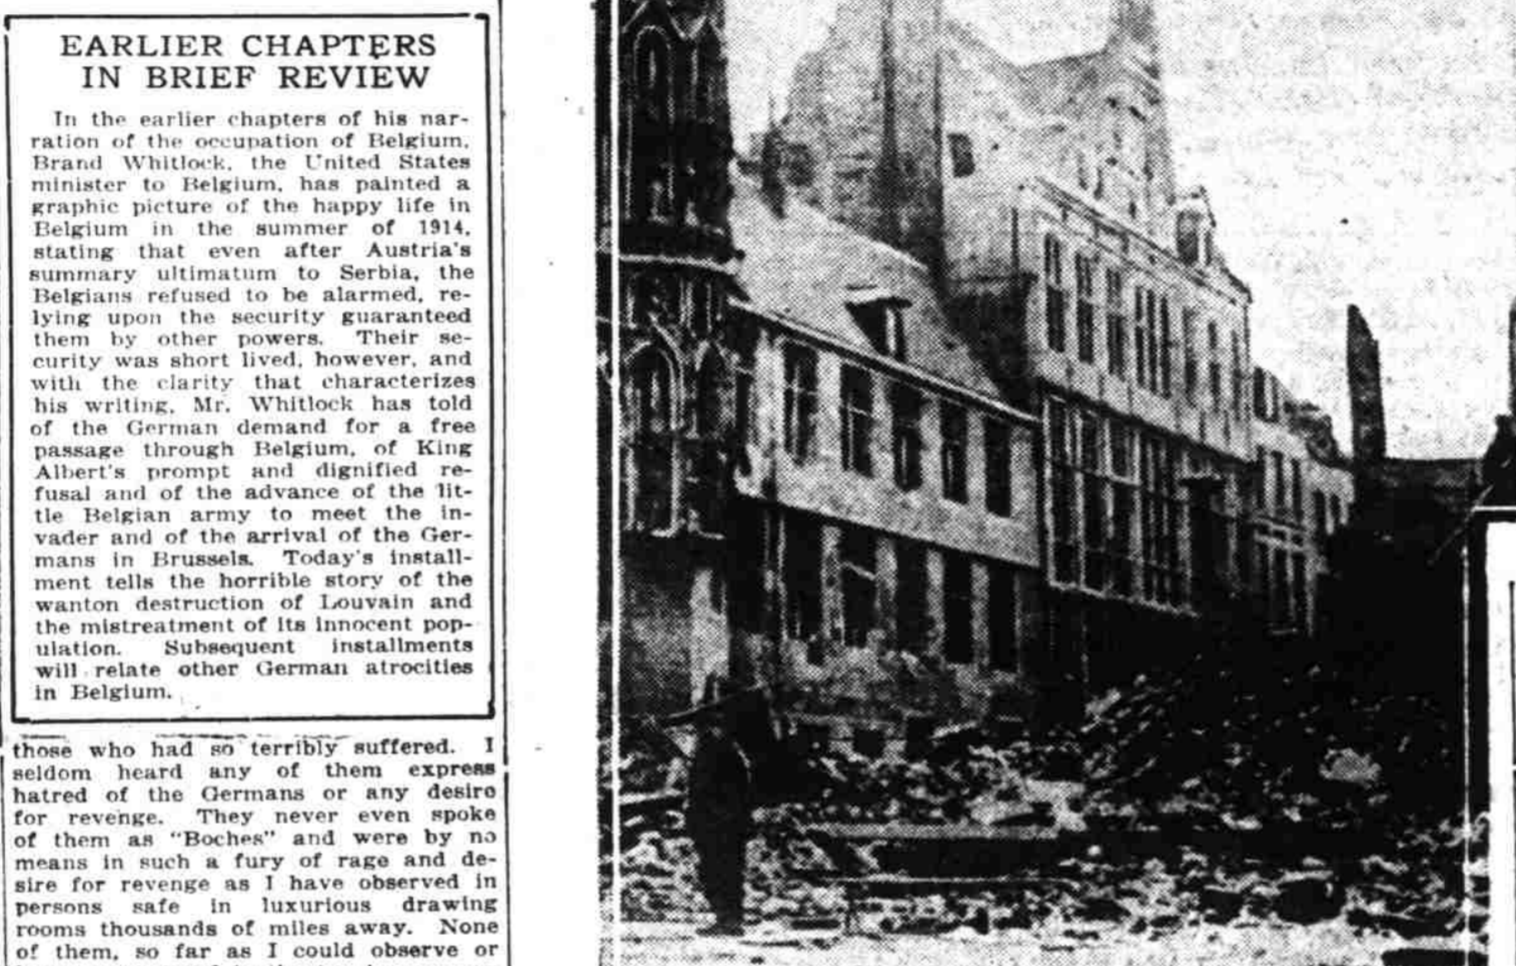 EARLIER CHAPTERS
IN BRIEF REVIEW
In the earlier chapters of his nar-
ration of the occupation of Belgium,
Brand Whitlock, the United States
minister to Belgium, has painted a
graphic picture of the happy life in
Belgium in the summer of 1914,
stating that even after Austria's
summary ultimatum to Serbia, the
Belgians refused to be alarmed, re-
lying upon the security guaranteed
them by other powers. Their se-
curity was short lived, however, and
with the clarity that characterizes
his writing, Mr. Whitlock has told
of the German demand for a free
passage through Belgium, of King
Albert's prompt and dignified re-
fusal and of the advance of the lit-
tle Belgian army to meet the in-
vader and of the arrival of the Ger-
mans in Brussels. Today's install-
ment tells the horrible story of the
wanton destruction of Louvain and
the mistreatment of its innocent pop-
ulation. Subsequent installments
will relate other German atrocities
in Belgium.
those who had so terribly suffered. I
seldom heard any of them express
hatred of the Germans or any desire
for revenge. They never even spoke
of them as "Boches" and were by no
means in such a fury of rage and de-
sire for revenge as I have observed in
persons safe in luxurious drawing
rooms thousands of miles away. None
of them, so far as I could observe or